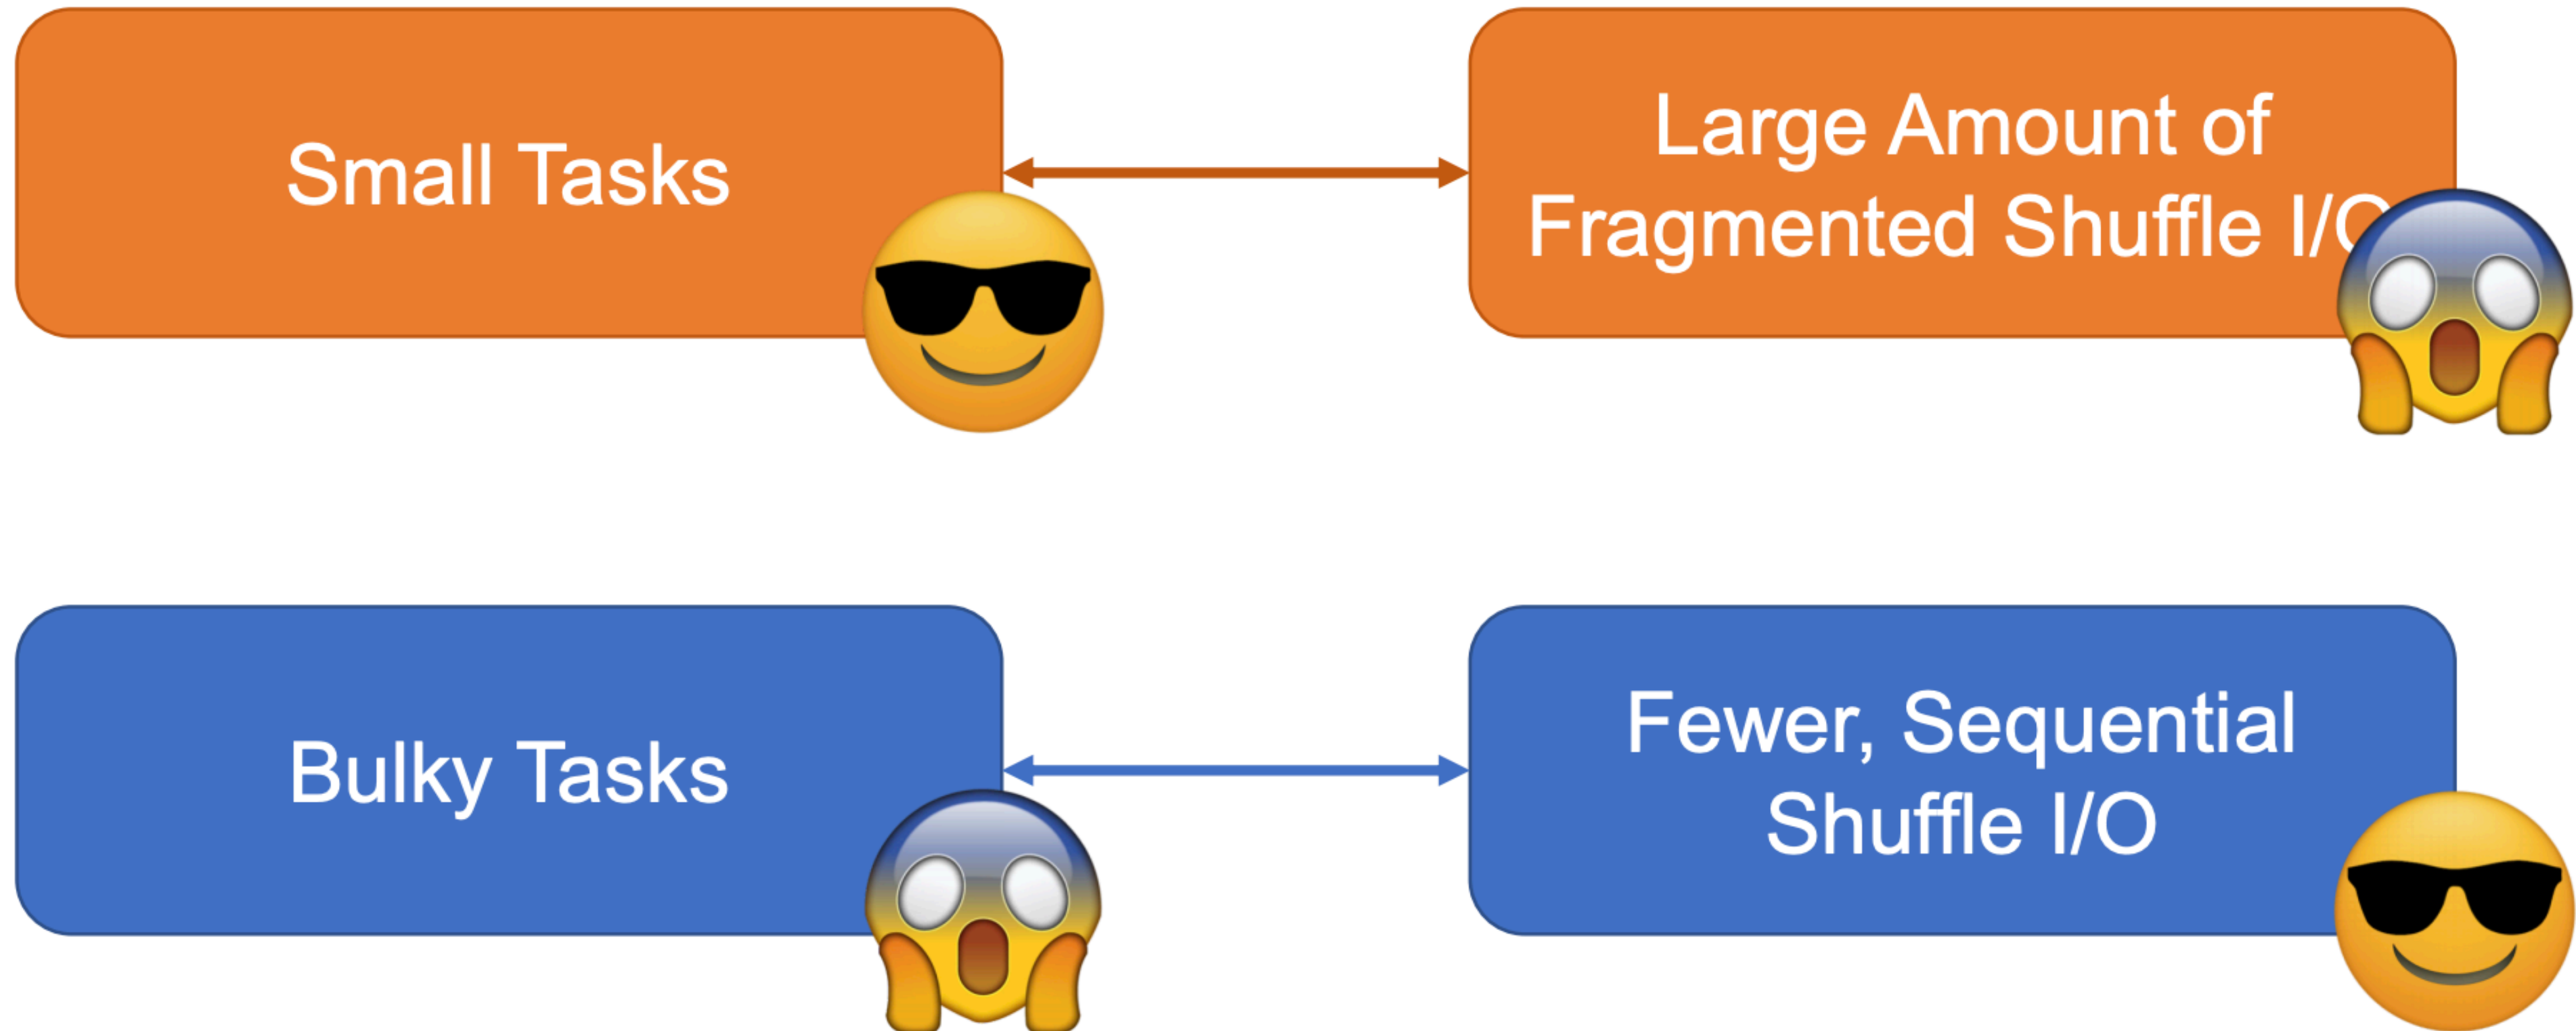 Small Tasks
Large Amount of
Fragmented Shuffle I/O
Bulky Tasks
Fewer, Sequential
Shuffle I/O